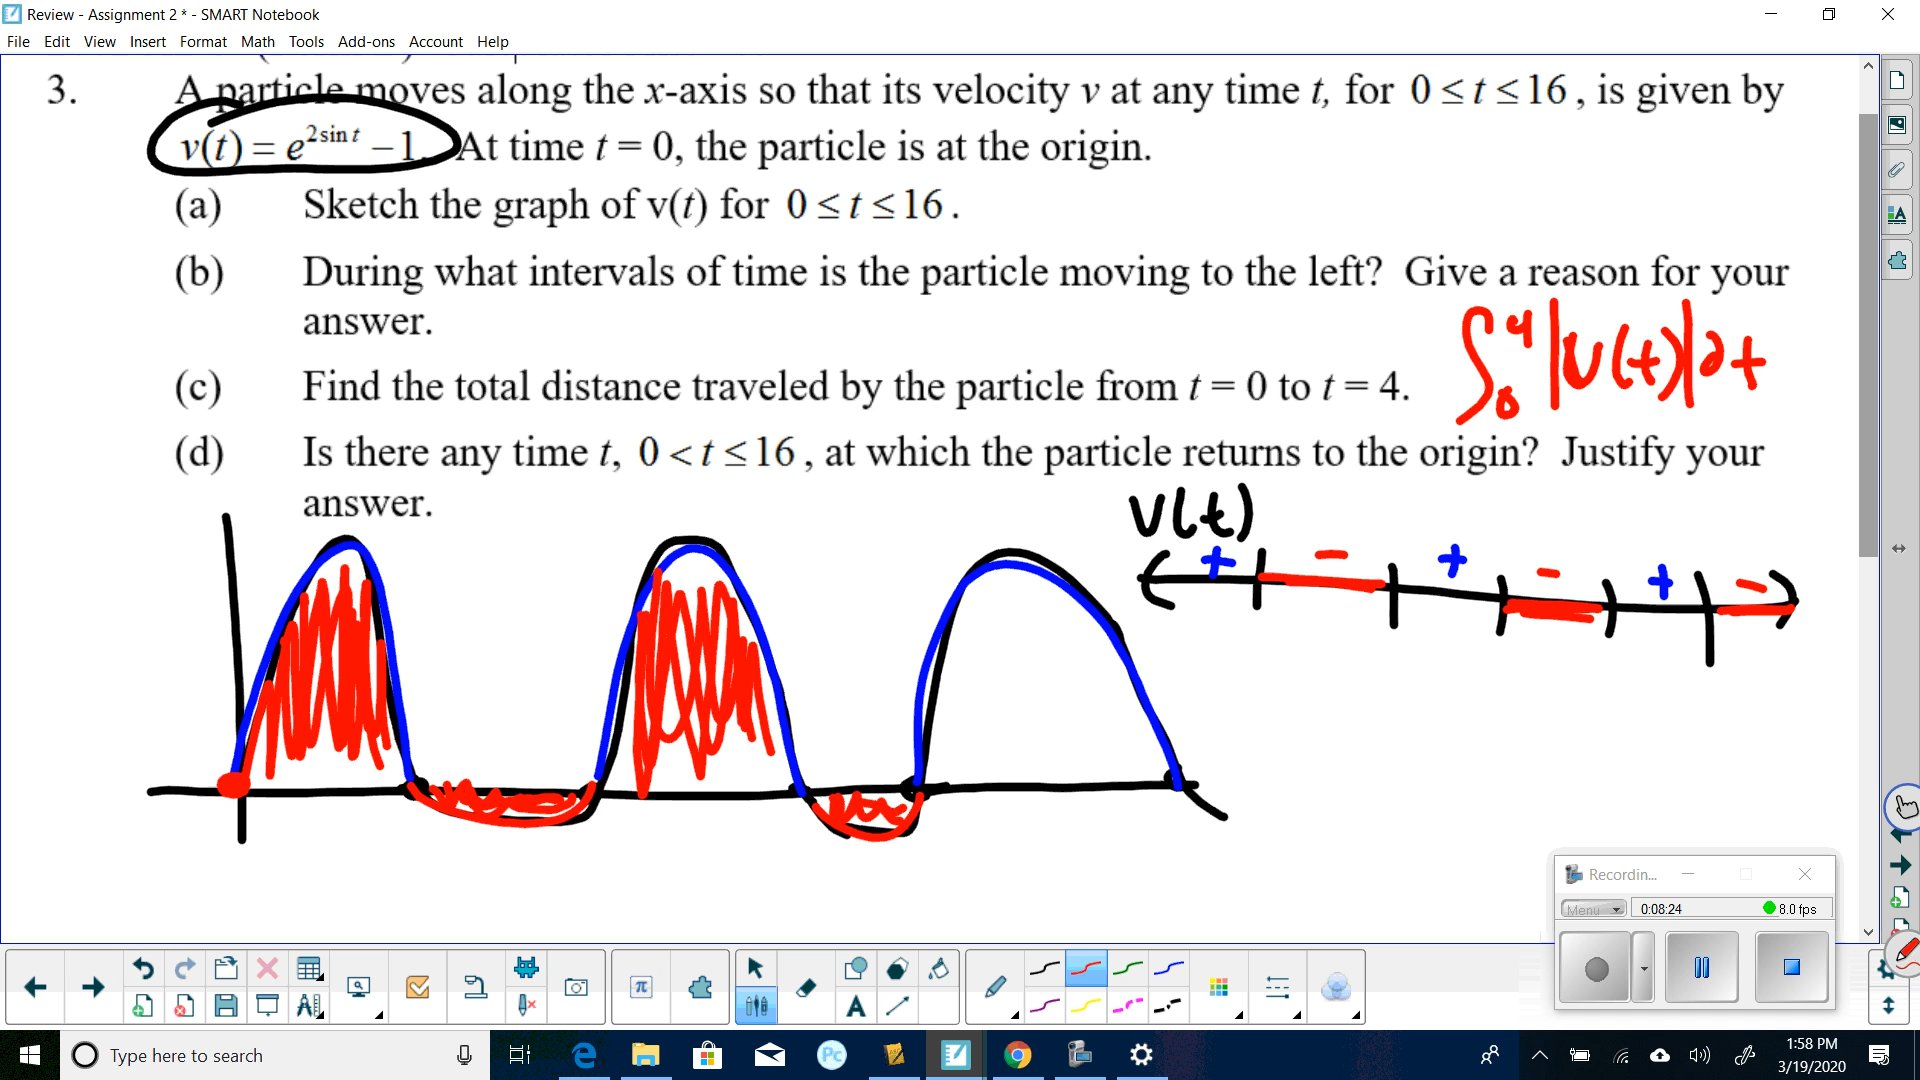 Review - Assignment 2 * - SMART Notebook
File Edit View Insert Format Math Tools Add-ons Account Help
3. A particle moves along the x-axis so that its velocity v at any time t, for 0 ≤ t ≤ 16, is given by
v(t) = e^{2 sin t} − 1. At time t = 0, the particle is at the origin.
(a) Sketch the graph of v(t) for 0 ≤ t ≤ 16.
(b) During what intervals of time is the particle moving to the left? Give a reason for your
answer.
∫₀⁴ |v(t)| dt
(c) Find the total distance traveled by the particle from t = 0 to t = 4.
(d) Is there any time t, 0 < t ≤ 16, at which the particle returns to the origin? Justify your
answer.
V(t)
+ - + - + -
Recordin...
Menu 0:08:24 8.0 fps
π
A
Type here to search
Pc
1:58 PM
3/19/2020